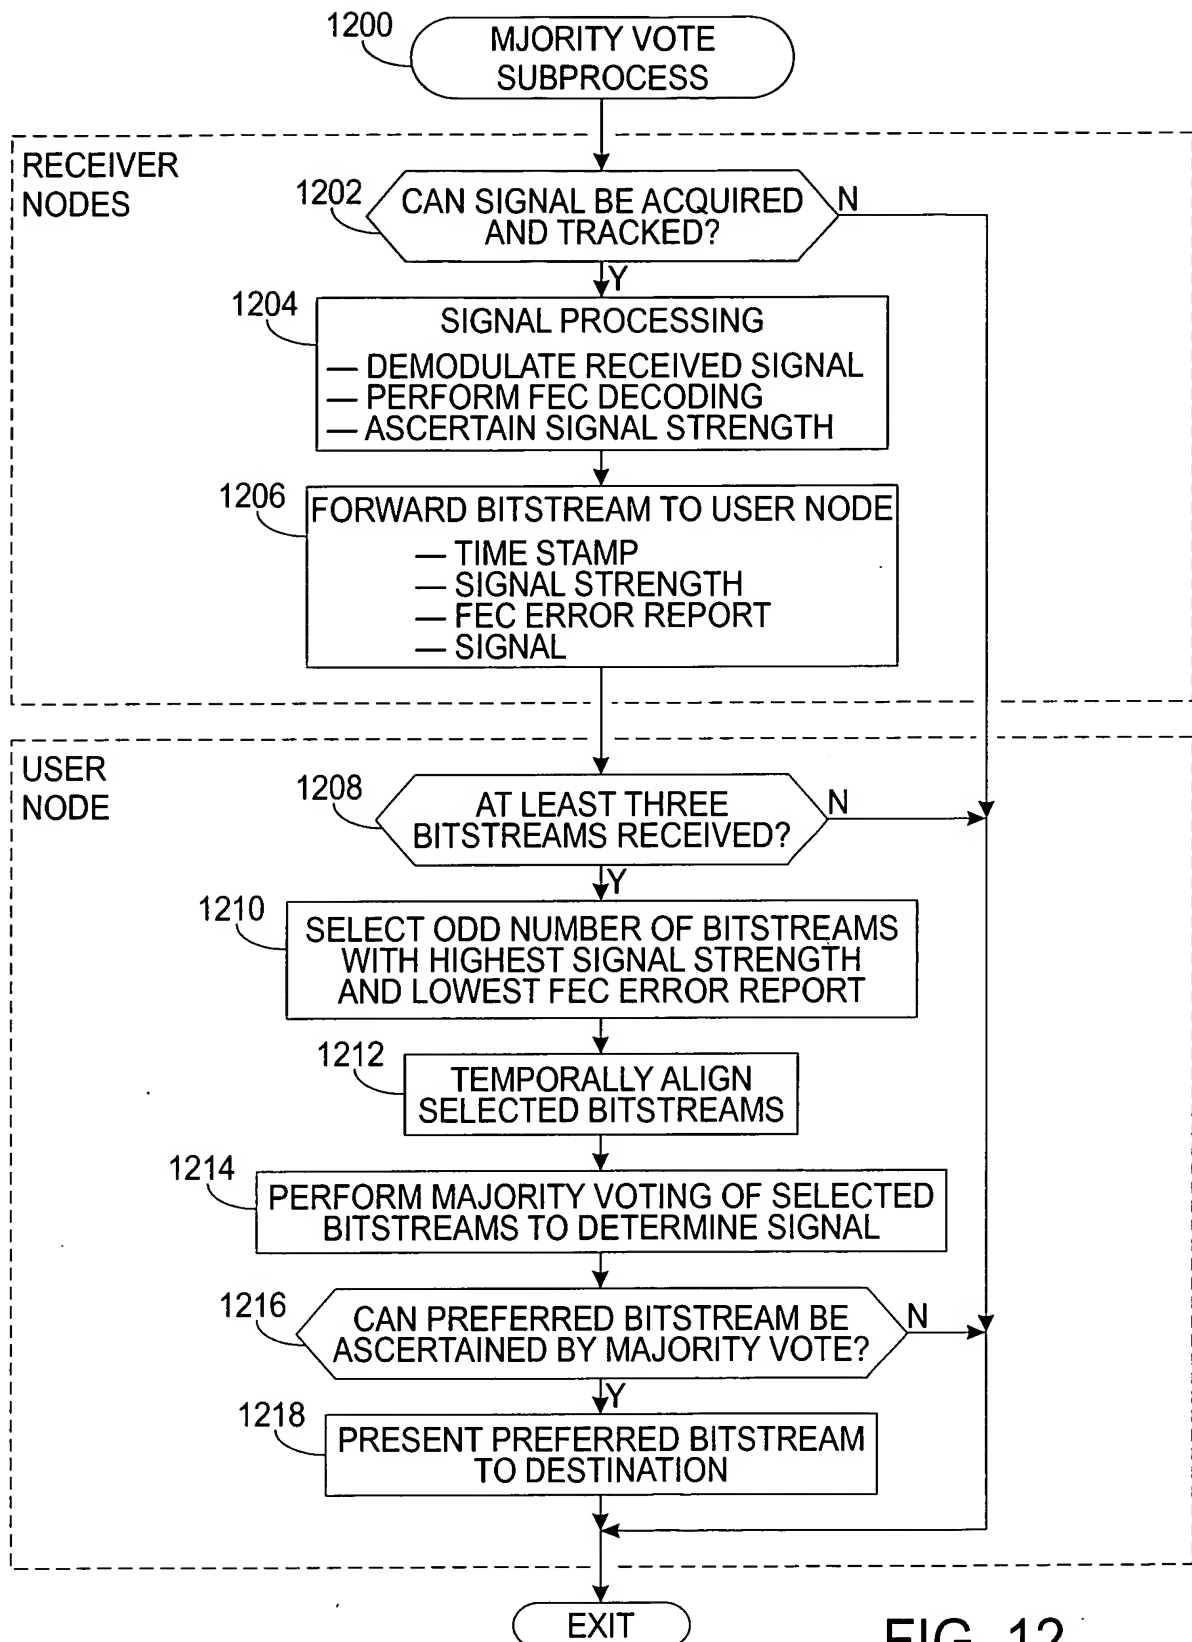 1200
MJORITY VOTE
SUBPROCESS
RECEIVER
NODES
1202
CAN SIGNAL BE ACQUIRED
AND TRACKED?
N
Y
1204
SIGNAL PROCESSING
— DEMODULATE RECEIVED SIGNAL
— PERFORM FEC DECODING
— ASCERTAIN SIGNAL STRENGTH
1206
FORWARD BITSTREAM TO USER NODE
— TIME STAMP
— SIGNAL STRENGTH
— FEC ERROR REPORT
— SIGNAL
USER
NODE
1208
AT LEAST THREE
BITSTREAMS RECEIVED?
N
Y
1210
SELECT ODD NUMBER OF BITSTREAMS
WITH HIGHEST SIGNAL STRENGTH
AND LOWEST FEC ERROR REPORT
1212
TEMPORALLY ALIGN
SELECTED BITSTREAMS
1214
PERFORM MAJORITY VOTING OF SELECTED
BITSTREAMS TO DETERMINE SIGNAL
1216
CAN PREFERRED BITSTREAM BE
ASCERTAINED BY MAJORITY VOTE?
N
Y
1218
PRESENT PREFERRED BITSTREAM
TO DESTINATION
EXIT
FIG. 12